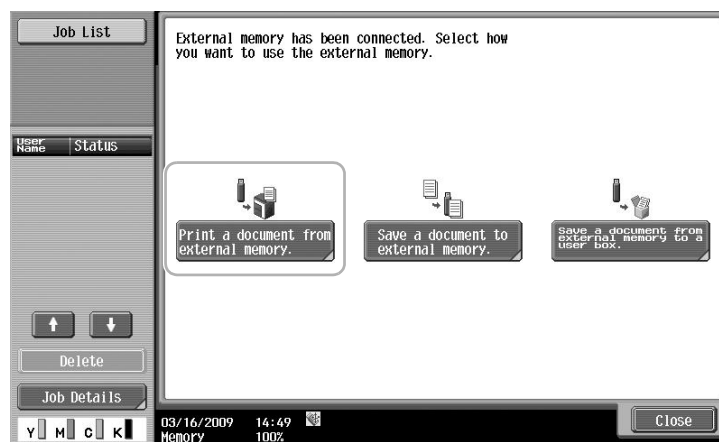 Job List
External memory has been connected. Select how
you want to use the external memory.
User
Name
Status
Print a document from
external memory.
Save a document to
external memory.
Save a document from
external memory to a
user box.
Delete
Job Details
Y M C K
03/16/2009 14:49
Memory 100%
Close